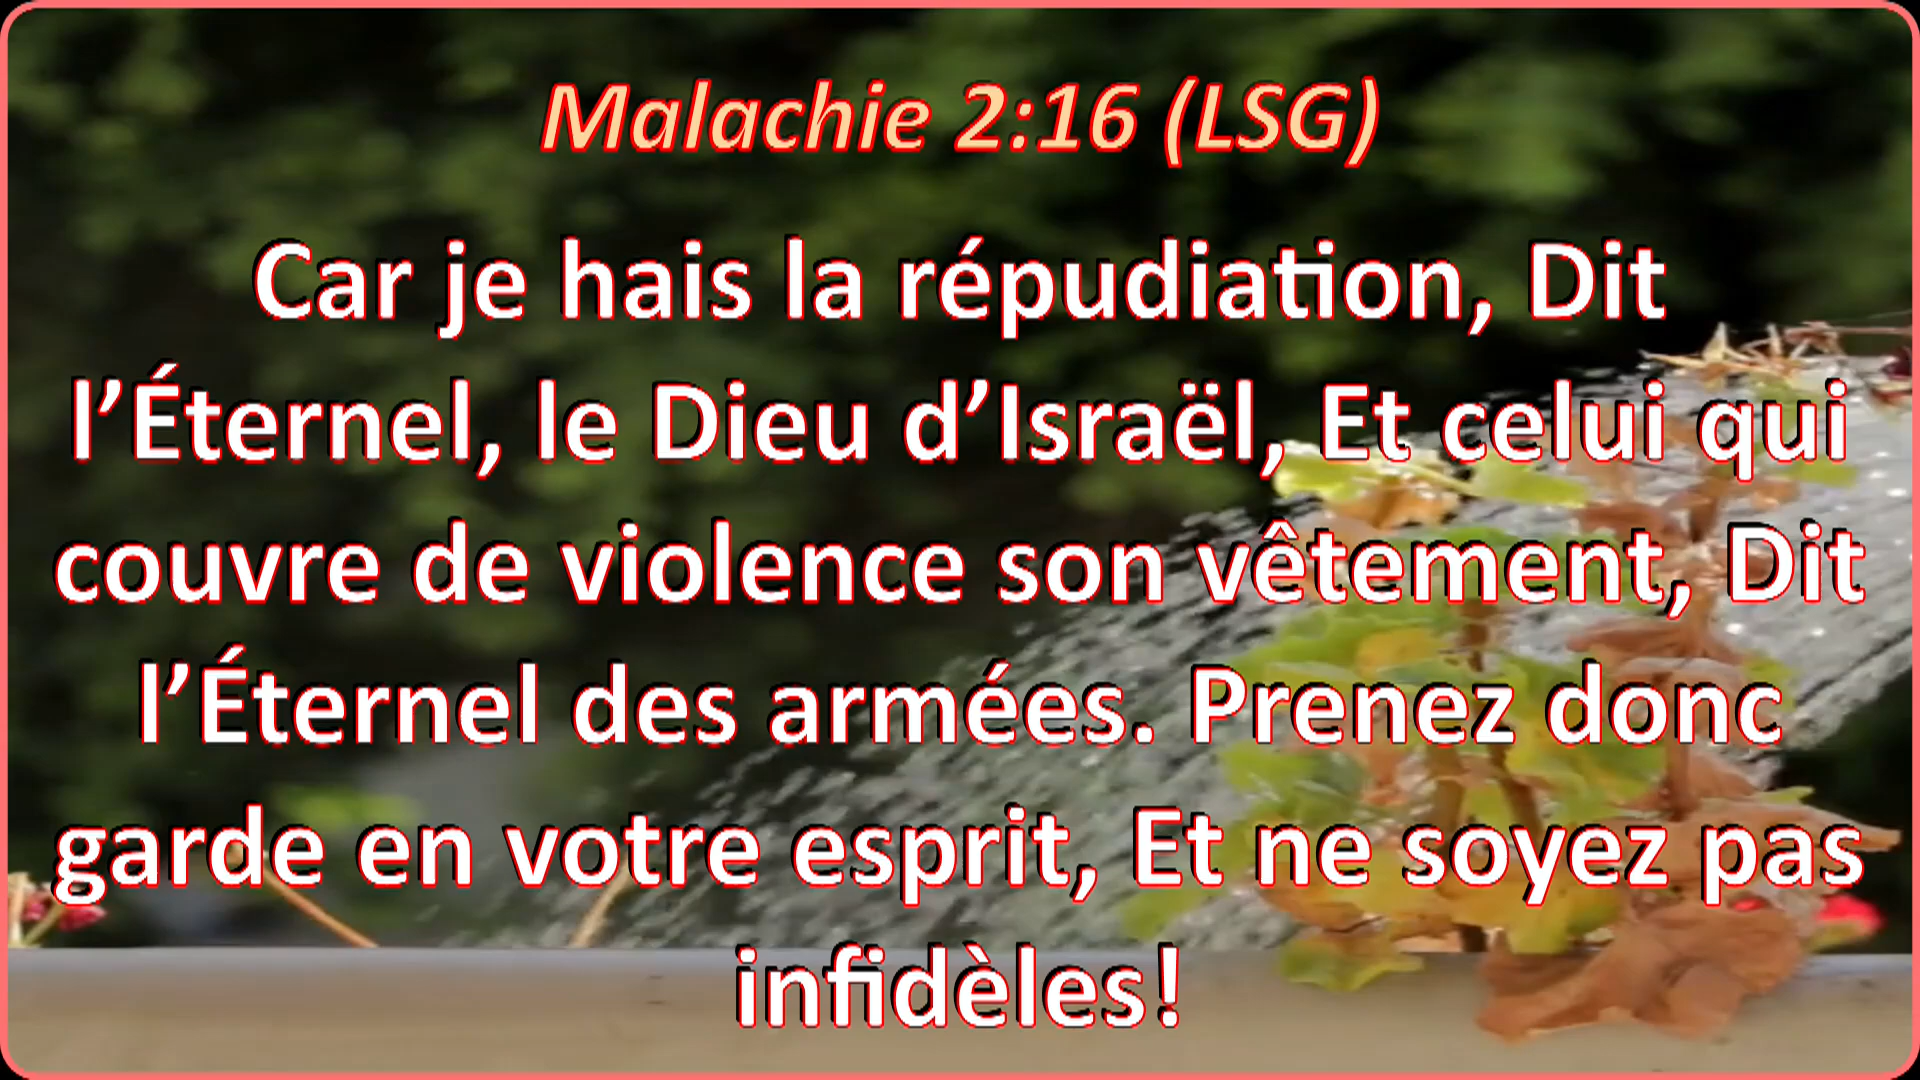 Malachie 2:16 (LSG)
Car je hais la répudiation, Dit
l’Éternel, le Dieu d’Israël, Et celui qui
couvre de violence son vêtement, Dit
l’Éternel des armées. Prenez donc
garde en votre esprit, Et ne soyez pas
infidèles!